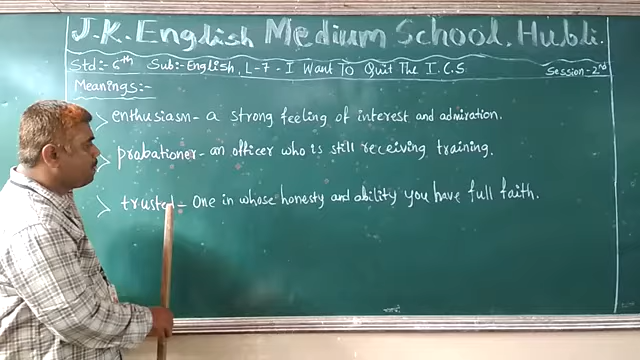 J.K. English Medium School, Hubli.
Std:- 6th Sub:- English, L-7 - I Want To Quit The I.C.S Session:- 2nd
Meanings:-
enthusiasm - a strong feeling of interest and admiration.
probationer - an officer who is still receiving training.
trusted - One in whose honesty and ability you have full faith.